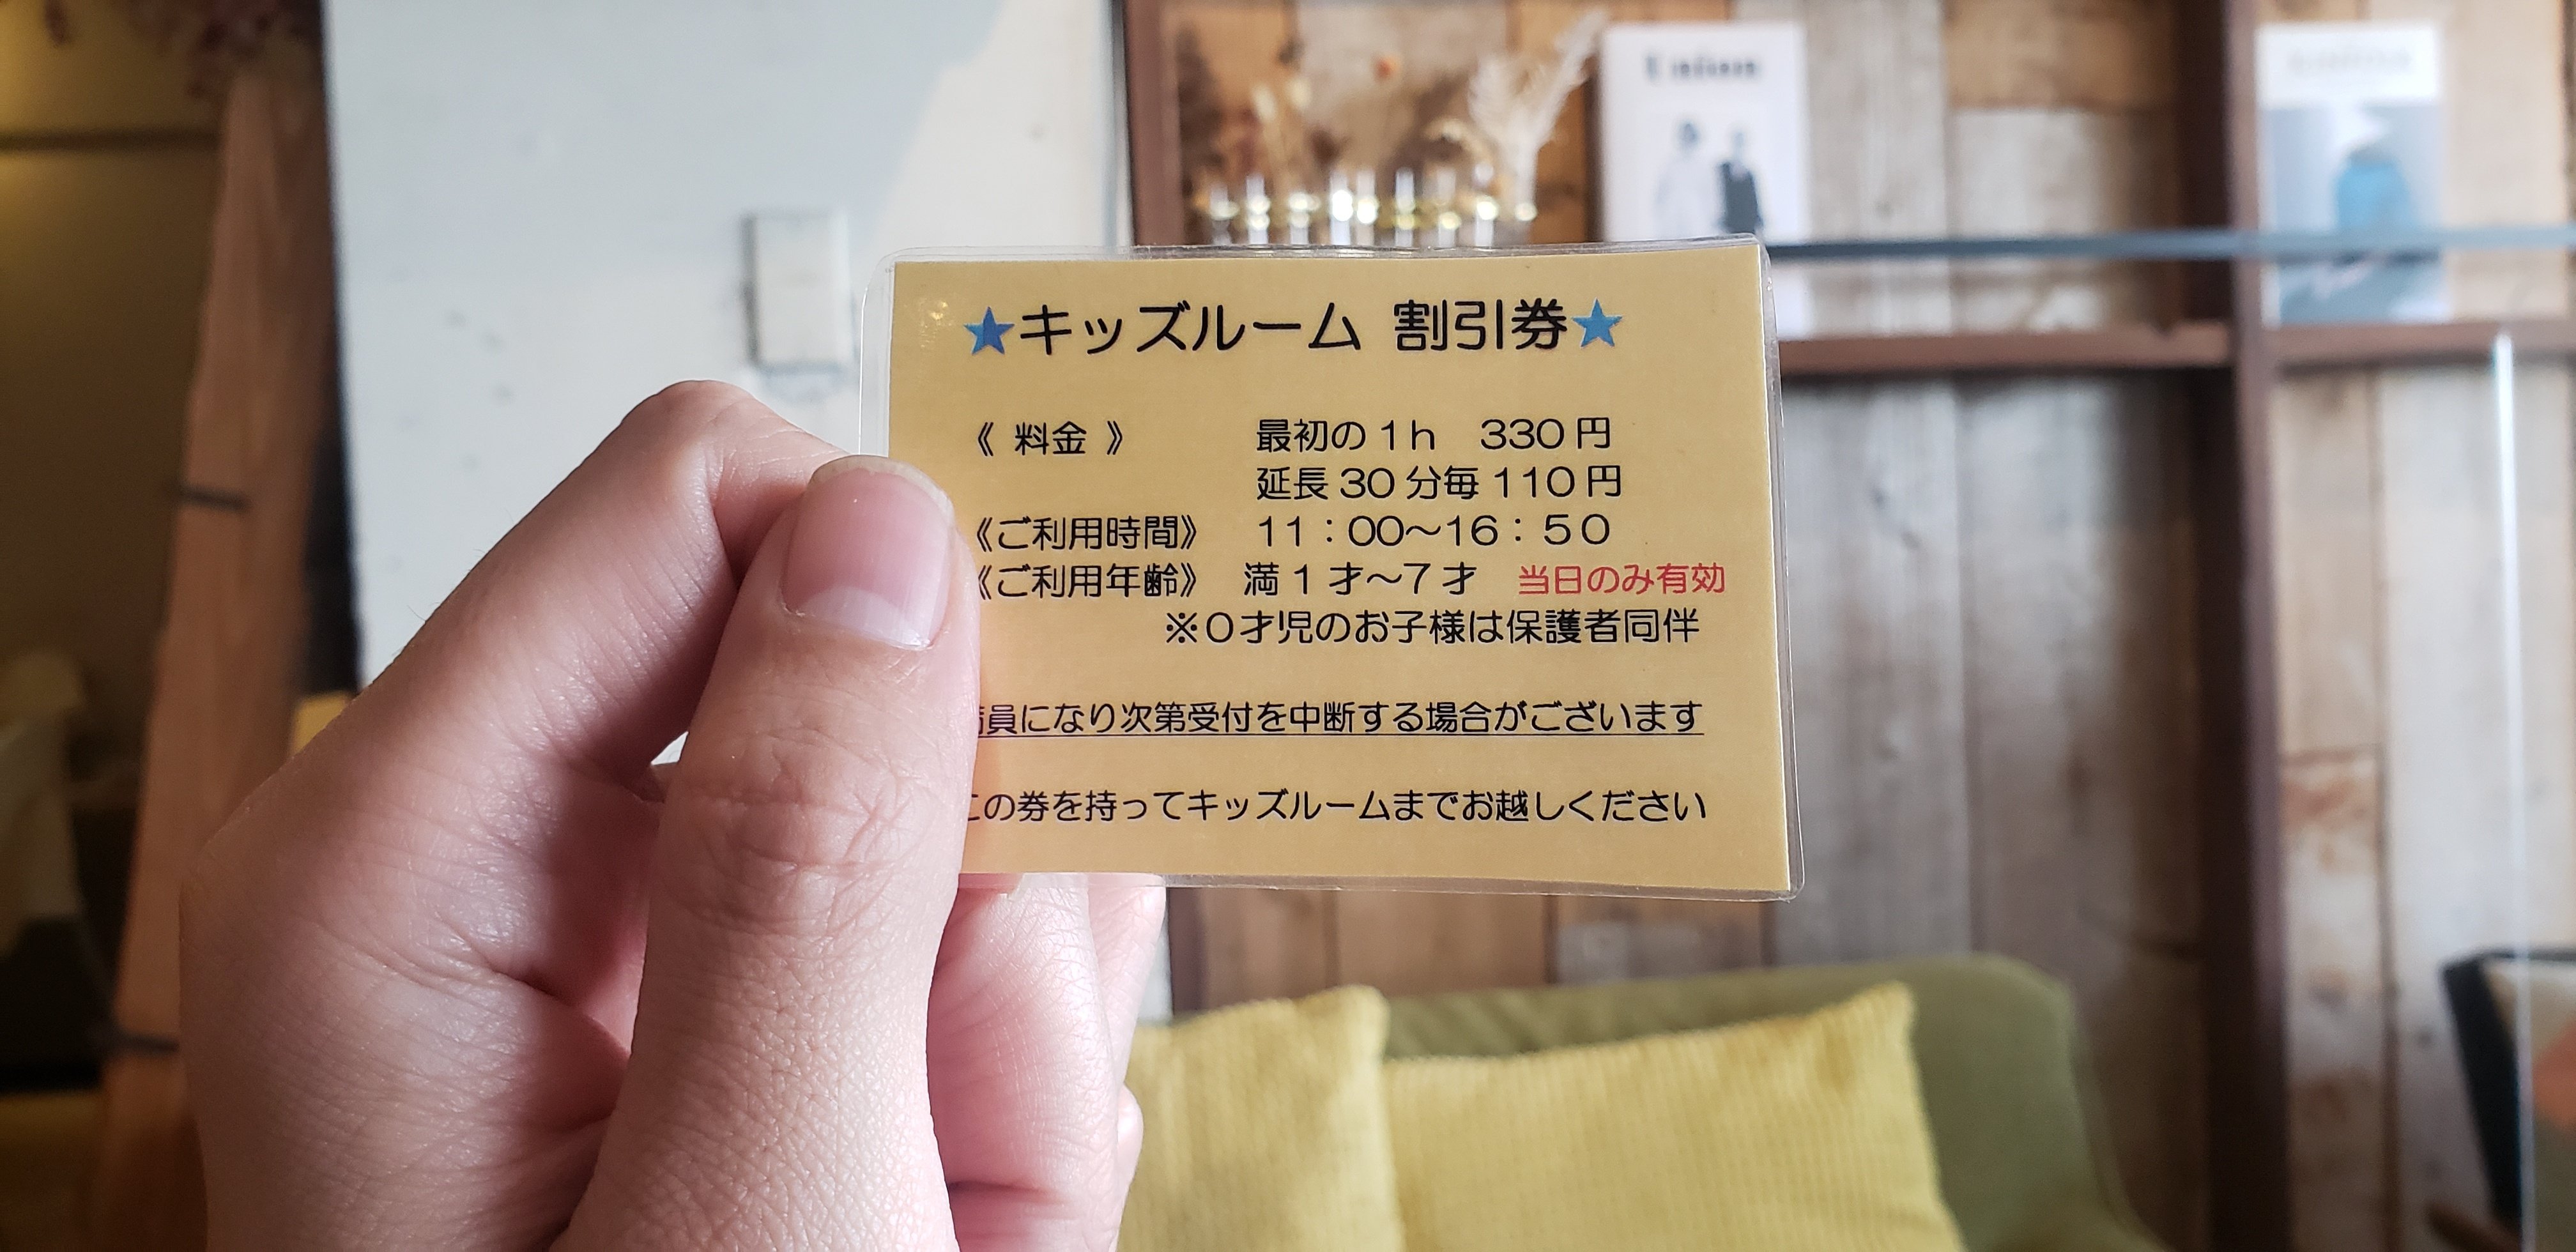 ★キッズルーム 割引券★
《 料金 》 最初の1h 330円
延長30分毎110円
《ご利用時間》 11:00～16:50
《ご利用年齢》 満1才～7才 当日のみ有効
※0才児のお子様は保護者同伴
員になり次第受付を中断する場合がございます
この券を持ってキッズルームまでお越しください